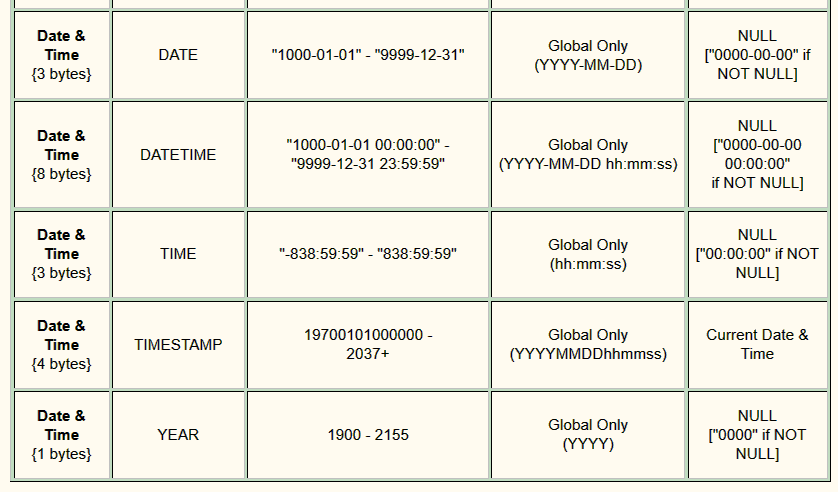 Date &
Time
{3 bytes}
DATE
"1000-01-01" - "9999-12-31"
Global Only
(YYYY-MM-DD)
NULL
["0000-00-00" if
NOT NULL]
Date &
Time
{8 bytes}
DATETIME
"1000-01-01 00:00:00" -
"9999-12-31 23:59:59"
Global Only
(YYYY-MM-DD hh:mm:ss)
NULL
["0000-00-00
00:00:00"
if NOT NULL]
Date &
Time
{3 bytes}
TIME
"-838:59:59" - "838:59:59"
Global Only
(hh:mm:ss)
NULL
["00:00:00" if NOT
NULL]
Date &
Time
{4 bytes}
TIMESTAMP
19700101000000 -
2037+
Global Only
(YYYYMMDDhhmmss)
Current Date &
Time
Date &
Time
{1 bytes}
YEAR
1900 - 2155
Global Only
(YYYY)
NULL
["0000" if NOT
NULL]